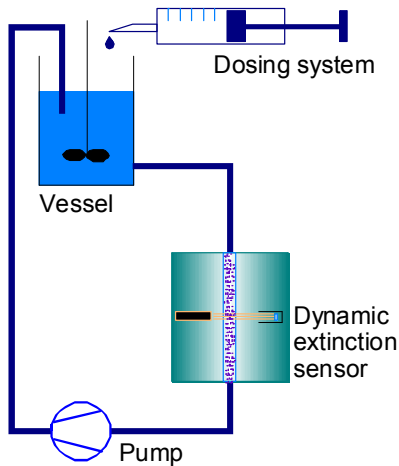 Dosing system
Vessel
Dynamic
extinction
sensor
Pump